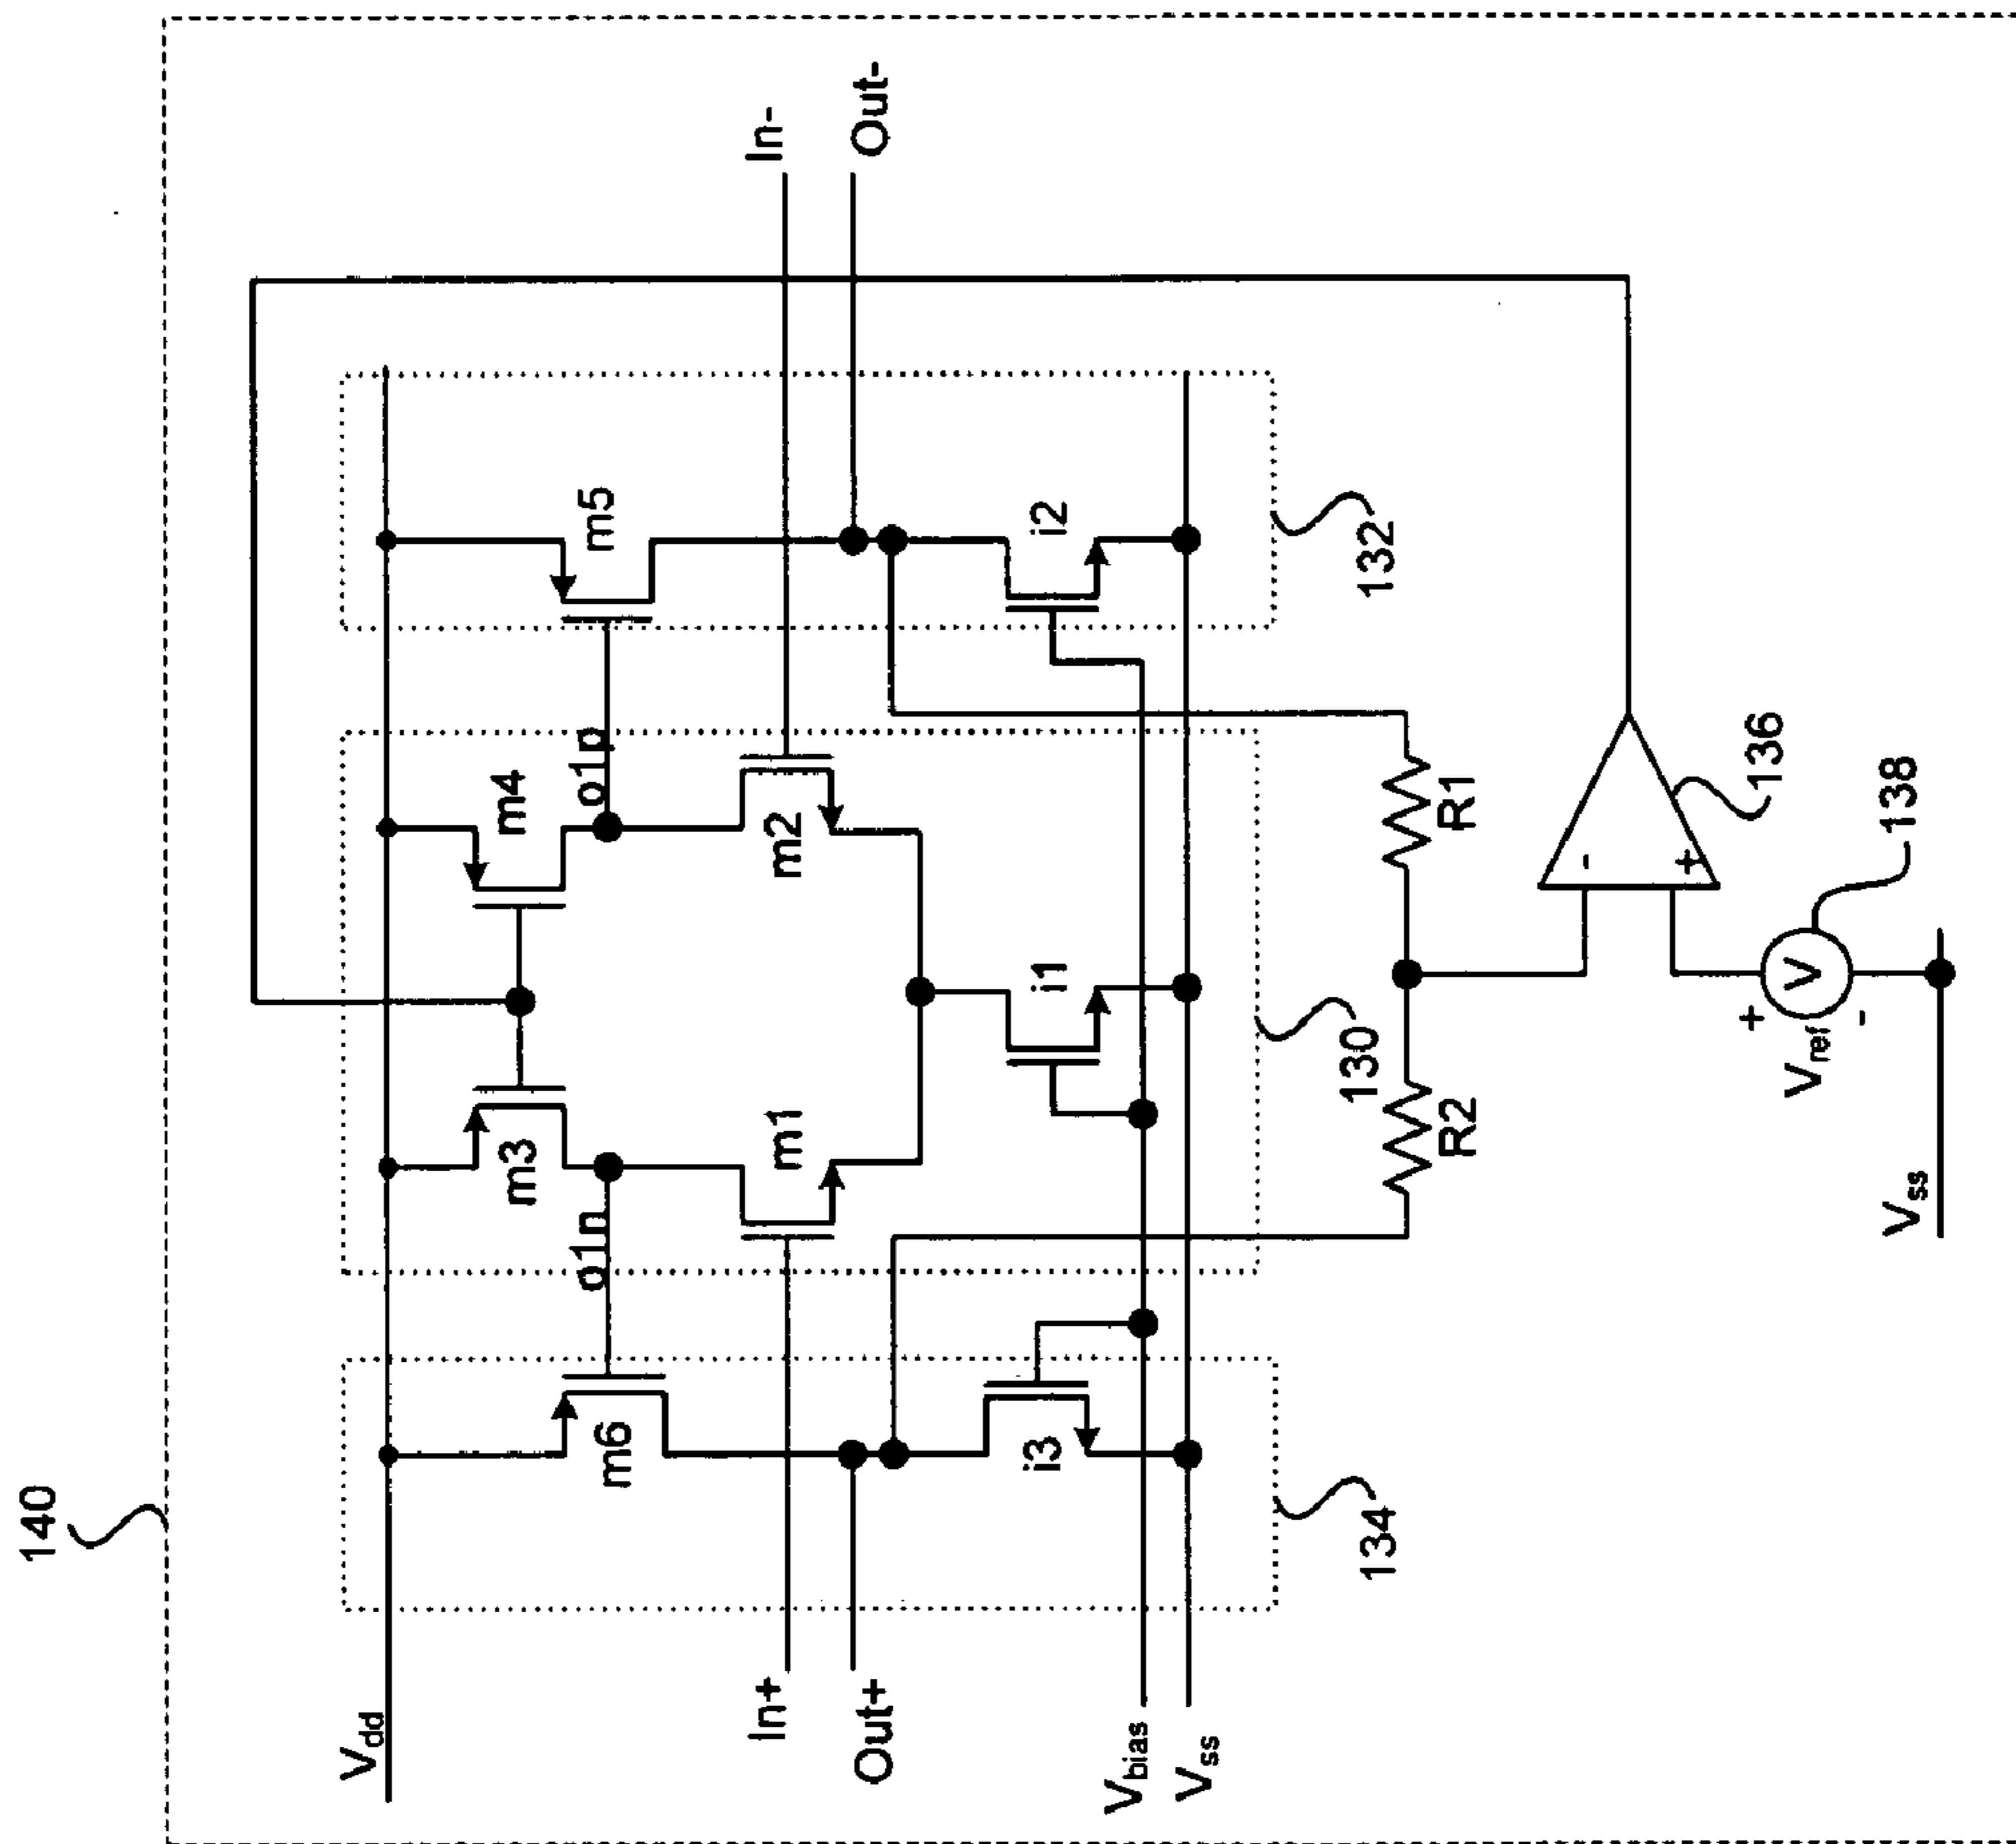 140
Vdd
In+
Out+
Vbias
Vss
m6
i3
134
o1n
m3
m1
i1
130
m4
o1p
m2
m5
i2
132
In-
Out-
R2
R1
-
+
136
+
Vref
V
-
138
Vss